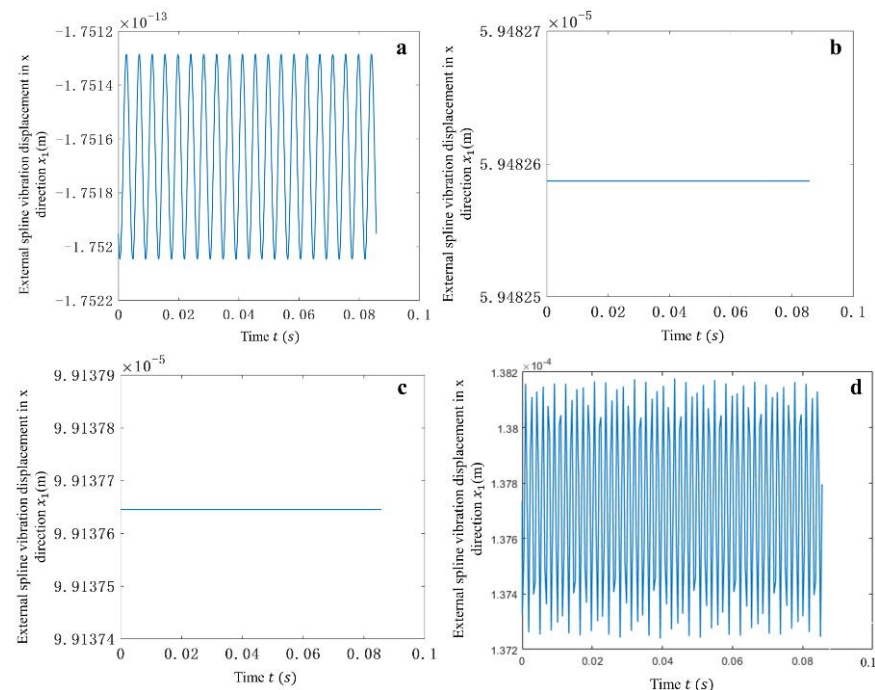 ×10⁻¹³
-1.7512
-1.7514
-1.7516
-1.7518
-1.752
-1.7522
0 0.02 0.04 0.06 0.08 0.1
Time t (s)
External spline vibration displacement in x
direction x₁(m)
a
×10⁻⁵
5.94827
5.94826
5.94825
0 0.02 0.04 0.06 0.08 0.1
Time t (s)
External spline vibration displacement in x
direction x₁(m)
b
×10⁻⁵
9.91379
9.91378
9.91377
9.91376
9.91375
9.91374
0 0.02 0.04 0.06 0.08 0.1
Time t (s)
External spline vibration displacement in x
direction x₁(m)
c
×10⁻⁴
1.382
1.38
1.378
1.376
1.374
1.372
0 0.02 0.04 0.06 0.08 0.1
Time t (s)
External spline vibration displacement in x
direction x₁(m)
d